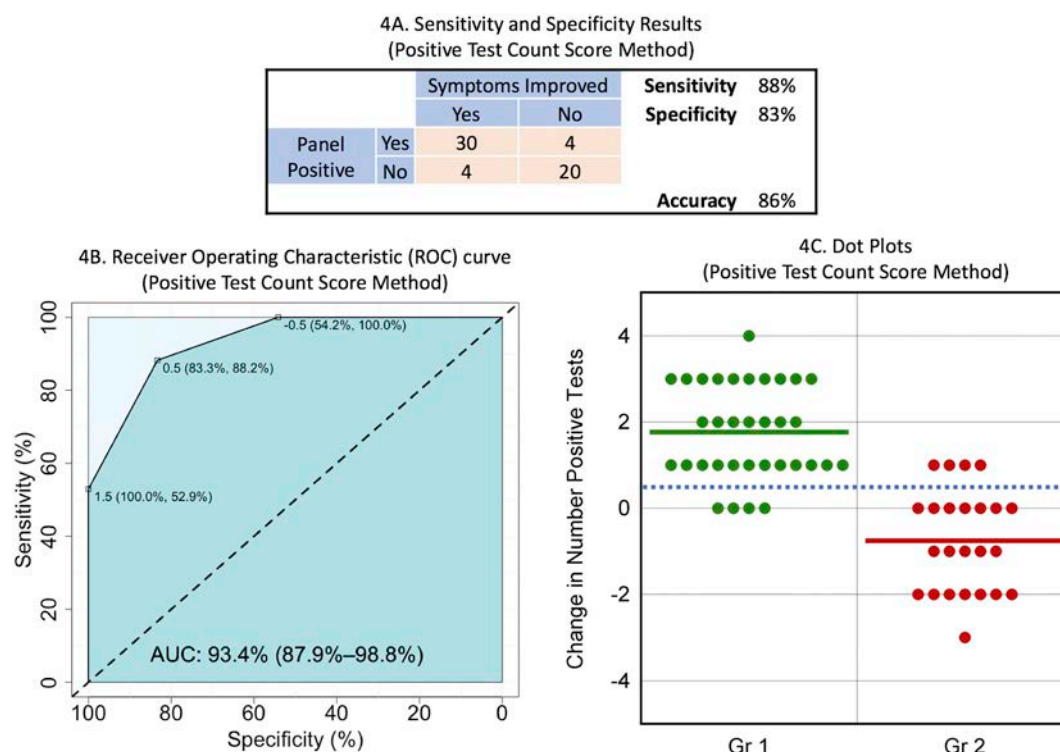 4A. Sensitivity and Specificity Results
(Positive Test Count Score Method)
Symptoms Improved Sensitivity 88%
Yes No Specificity 83%
Panel Positive Yes 30 4
No 4 20
Accuracy 86%
4B. Receiver Operating Characteristic (ROC) curve
(Positive Test Count Score Method)
Sensitivity (%)
100
80
60
40
20
0
-0.5 (54.2%, 100.0%)
0.5 (83.3%, 88.2%)
1.5 (100.0%, 52.9%)
AUC: 93.4% (87.9%–98.8%)
100 80 60 40 20 0
Specificity (%)
4C. Dot Plots
(Positive Test Count Score Method)
Change in Number Positive Tests
4
2
0
-2
-4
Gr 1 Gr 2